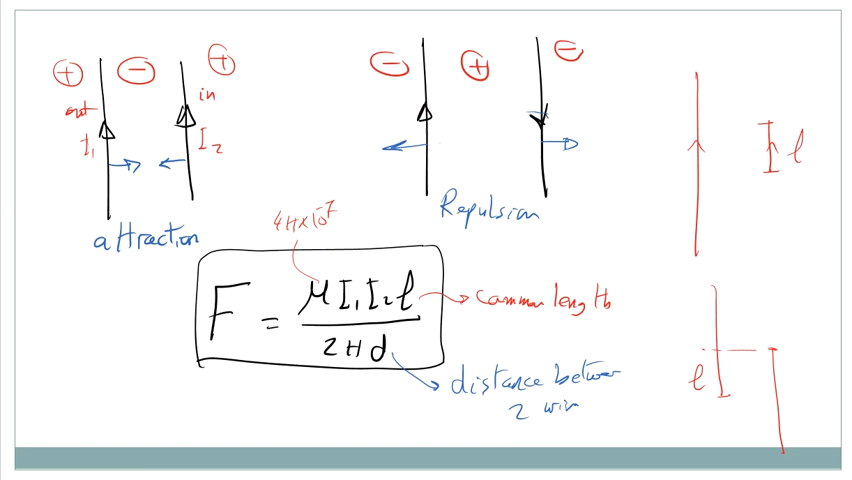 ⊕ ⊖ ⊕
out in
I₁ I₂
attraction
⊖ ⊕ ⊖
Repulsion
l
4π×10⁻⁷
F = μI₁I₂l / 2πd
common length
distance between
2 wire
l